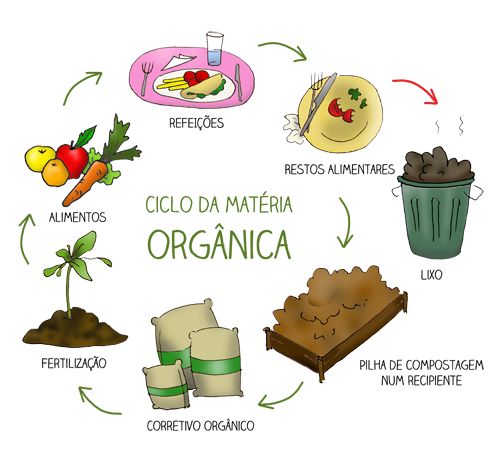 REFEIÇÕES
RESTOS ALIMENTARES
LIXO
ALIMENTOS
CICLO DA MATÉRIA
ORGÂNICA
FERTILIZAÇÃO
PILHA DE COMPOSTAGEM
NUM RECIPIENTE
CORRETIVO ORGÂNICO